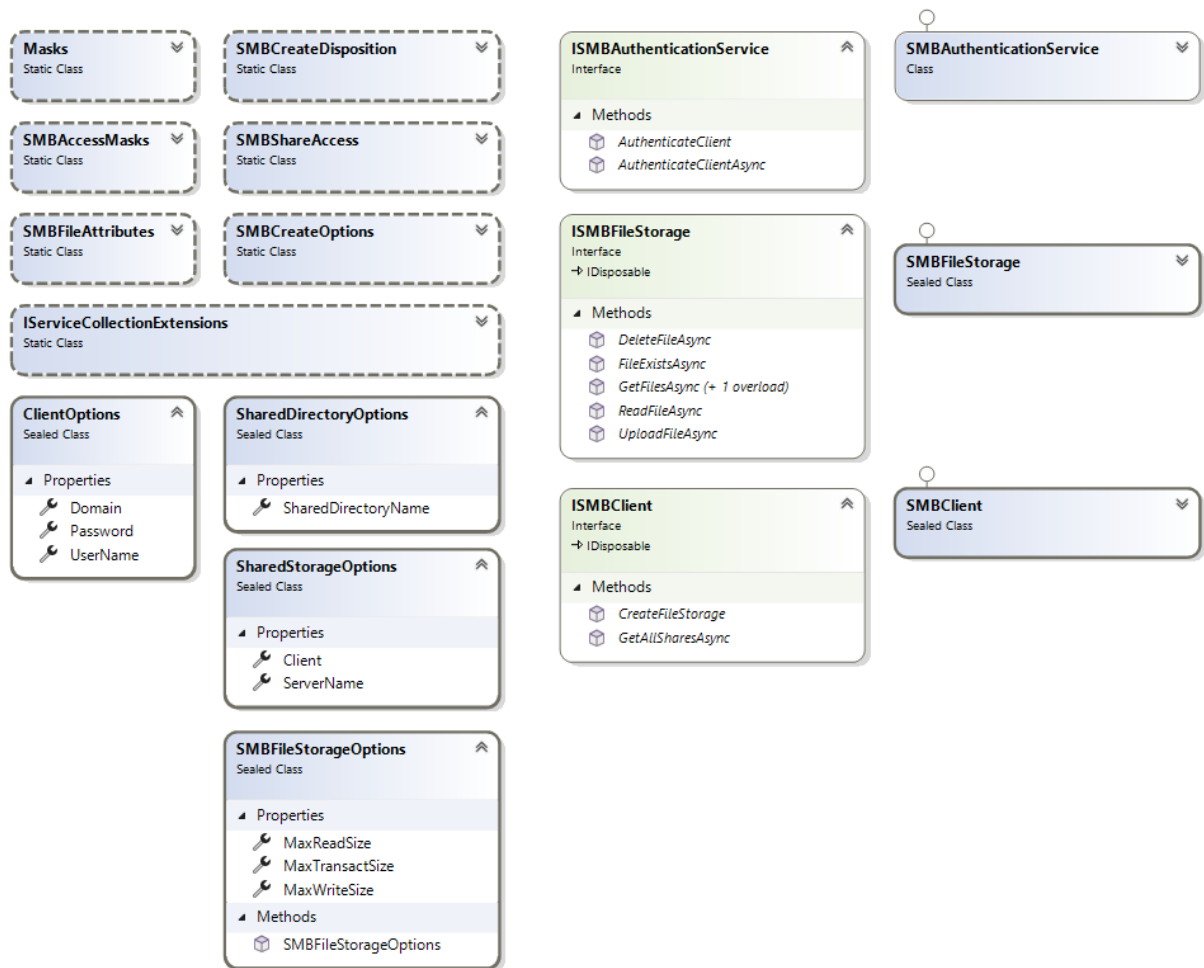 Masks
Static Class
SMBCreateDisposition
Static Class
SMBAccessMasks
Static Class
SMBShareAccess
Static Class
SMBFileAttributes
Static Class
SMBCreateOptions
Static Class
IServiceCollectionExtensions
Static Class
ClientOptions
Sealed Class
Properties
Domain
Password
UserName
SharedDirectoryOptions
Sealed Class
Properties
SharedDirectoryName
SharedStorageOptions
Sealed Class
Properties
Client
ServerName
SMBFileStorageOptions
Sealed Class
Properties
MaxReadSize
MaxTransactSize
MaxWriteSize
Methods
SMBFileStorageOptions
ISMBAuthenticationService
Interface
Methods
AuthenticateClient
AuthenticateClientAsync
SMBAuthenticationService
Class
ISMBFileStorage
Interface
IDisposable
Methods
DeleteFileAsync
FileExistsAsync
GetFilesAsync (+ 1 overload)
ReadFileAsync
UploadFileAsync
SMBFileStorage
Sealed Class
ISMBClient
Interface
IDisposable
Methods
CreateFileStorage
GetAllSharesAsync
SMBClient
Sealed Class